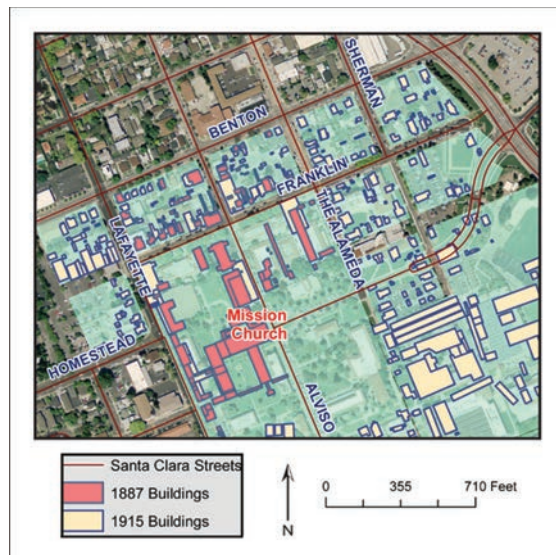 SHERMAN
BENTON
FRANKLIN
THE ALAMEDA
LAFAYETTE
Mission
Church
HOMESTEAD
ALVISO
Santa Clara Streets
1887 Buildings
1915 Buildings
N
0 355 710 Feet